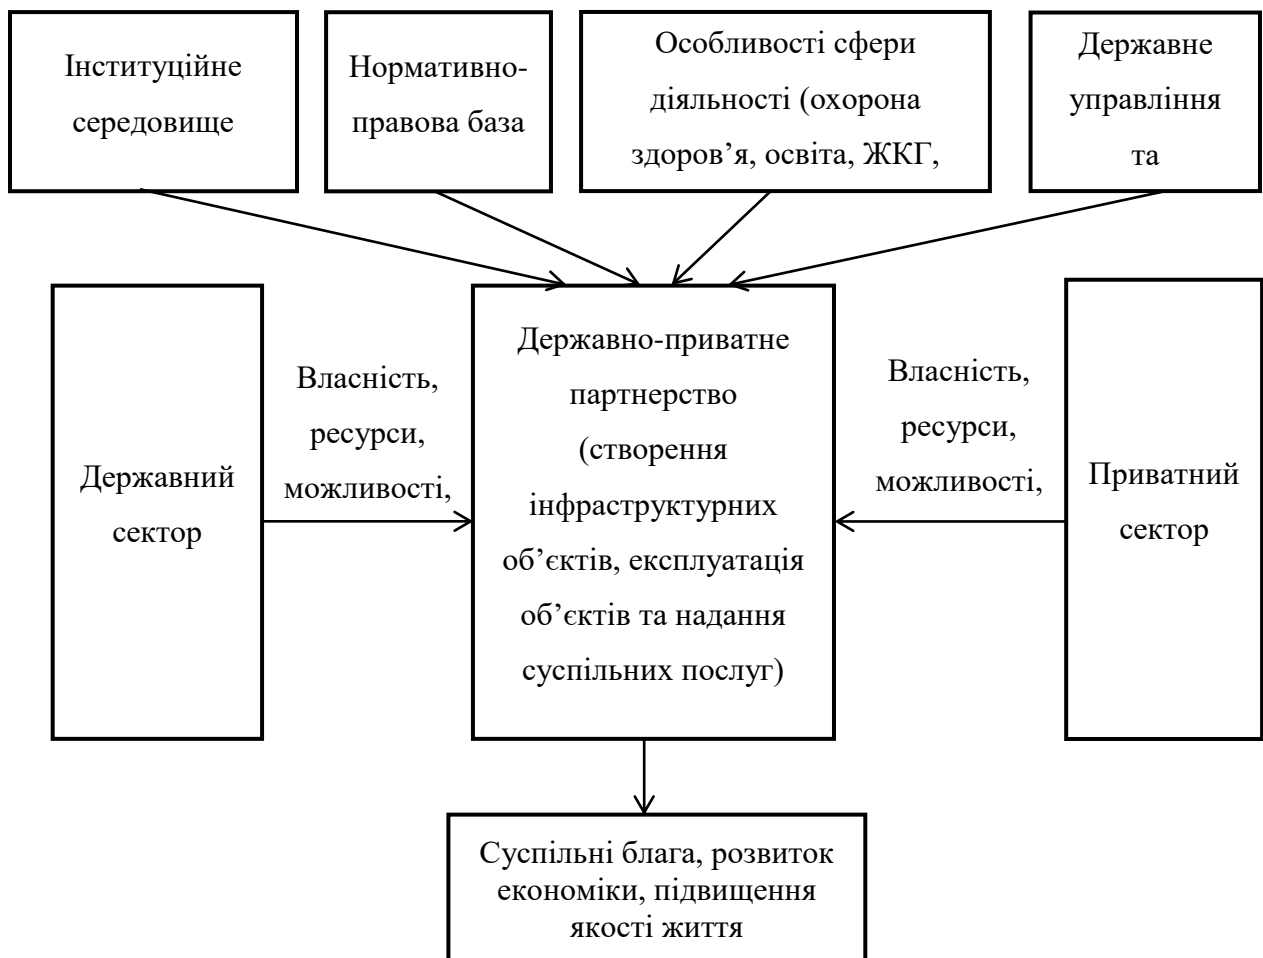 Інституційне
середовище
Нормативно-
правова база
Особливості сфери
діяльності (охорона
здоров’я, освіта, ЖКГ,
Державне
управління
та
Державний
сектор
Власність,
ресурси,
можливості,
Державно-приватне
партнерство
(створення
інфраструктурних
об’єктів, експлуатація
об’єктів та надання
суспільних послуг)
Власність,
ресурси,
можливості,
Приватний
сектор
Суспільні блага, розвиток
економіки, підвищення
якості життя